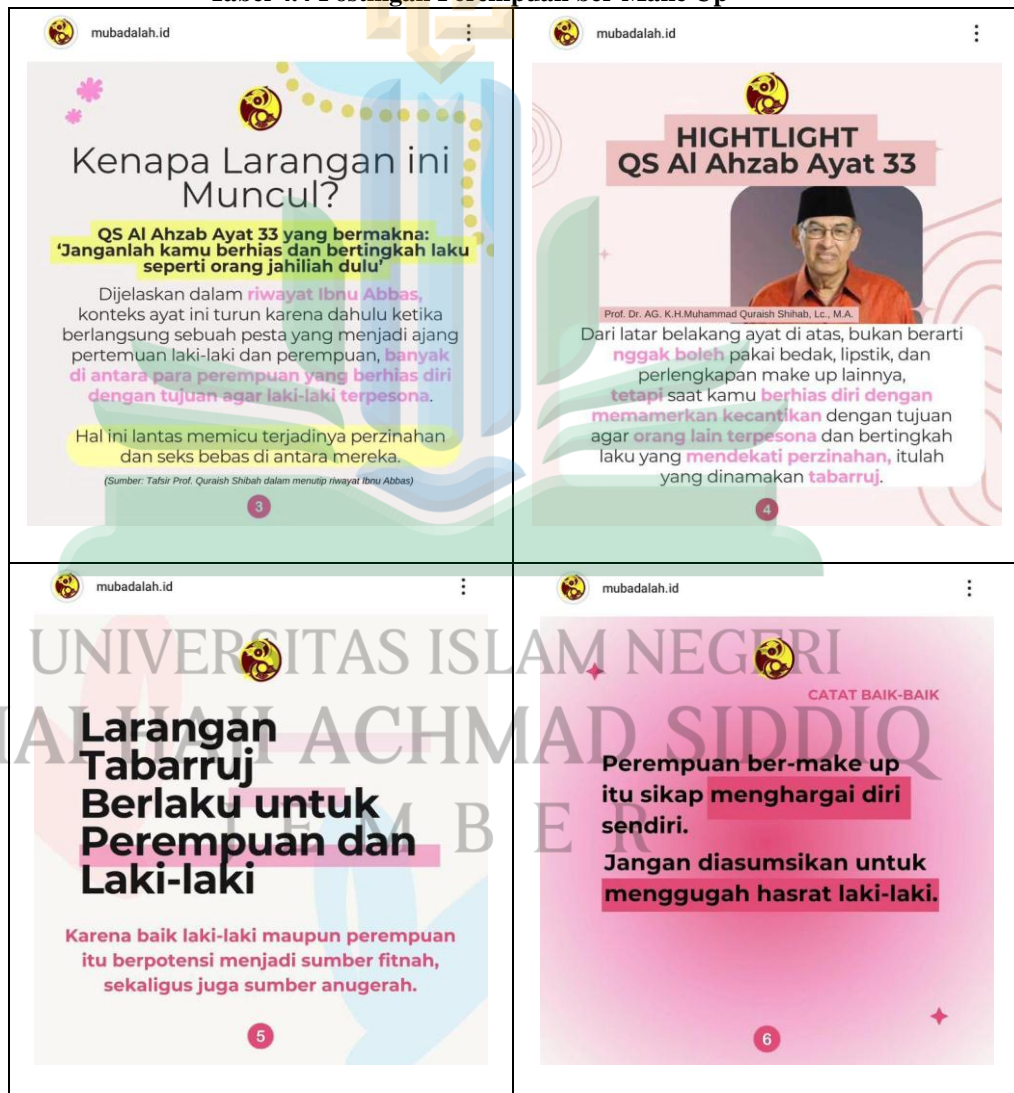 mubadalah.id
Kenapa Larangan ini
Muncul?
QS Al Ahzab Ayat 33 yang bermakna:
‘Janganlah kamu berhias dan bertingkah laku
seperti orang jahiliah dulu’
Dijelaskan dalam riwayat Ibnu Abbas,
konteks ayat ini turun karena dahulu ketika
berlangsung sebuah pesta yang menjadi ajang
pertemuan laki-laki dan perempuan, banyak
di antara para perempuan yang berhias diri
dengan tujuan agar laki-laki terpesona.
Hal ini lantas memicu terjadinya perzinahan
dan seks bebas di antara mereka.
(Sumber: Tafsir Prof. Quraish Shibah dalam menutip riwayat Ibnu Abbas)
3
mubadalah.id
HIGHTLIGHT
QS Al Ahzab Ayat 33
Prof. Dr. AG. K.H.Muhammad Quraish Shihab, Lc., M.A.
Dari latar belakang ayat di atas, bukan berarti
nggak boleh pakai bedak, lipstik, dan
perlengkapan make up lainnya,
tetapi saat kamu berhias diri dengan
memamerkan kecantikan dengan tujuan
agar orang lain terpesona dan bertingkah
laku yang mendekati perzinahan, itulah
yang dinamakan tabarruj.
4
mubadalah.id
Larangan
Tabarruj
Berlaku untuk
Perempuan dan
Laki-laki
Karena baik laki-laki maupun perempuan
itu berpotensi menjadi sumber fitnah,
sekaligus juga sumber anugerah.
5
mubadalah.id
CATAT BAIK-BAIK
Perempuan ber-make up
itu sikap menghargai diri
sendiri.
Jangan diasumsikan untuk
menggugah hasrat laki-laki.
6
UNIVERSITAS ISLAM NEGERI
HAJI ACHMAD SIDDIQ
JEMBER